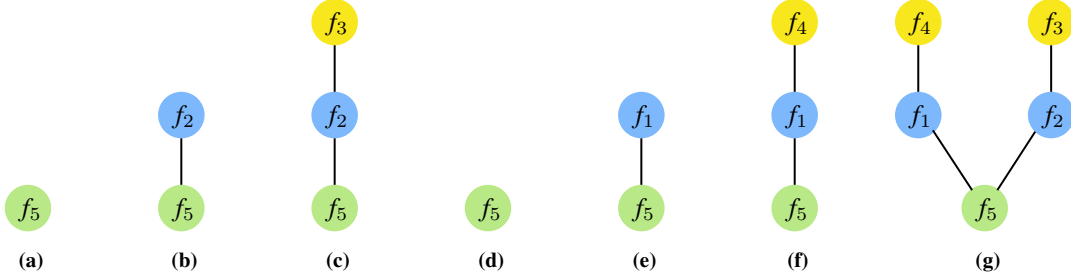 f₃ f₄ f₄ f₃
f₂ f₂ f₁ f₁ f₁ f₂
f₅ f₅ f₅ f₅ f₅ f₅ f₅
(a) (b) (c) (d) (e) (f) (g)